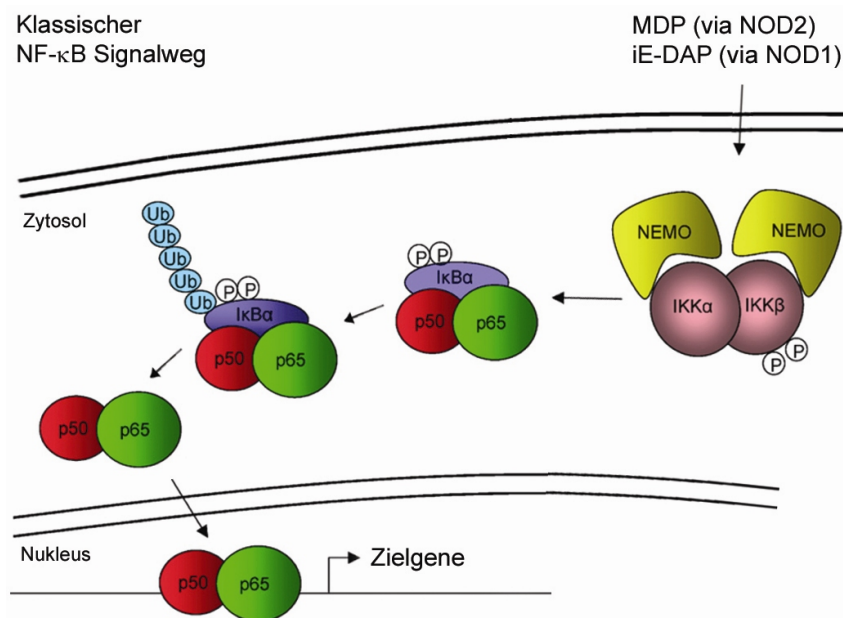 Klassischer
NF-κB Signalweg
MDP (via NOD2)
iE-DAP (via NOD1)
Zytosol
Ub
Ub
Ub
Ub
Ub
P P
IκBα
p50 p65
P P
IκBα
p50 p65
NEMO NEMO
IKKα IKKβ
P P
p50 p65
Nukleus
p50 p65
Zielgene